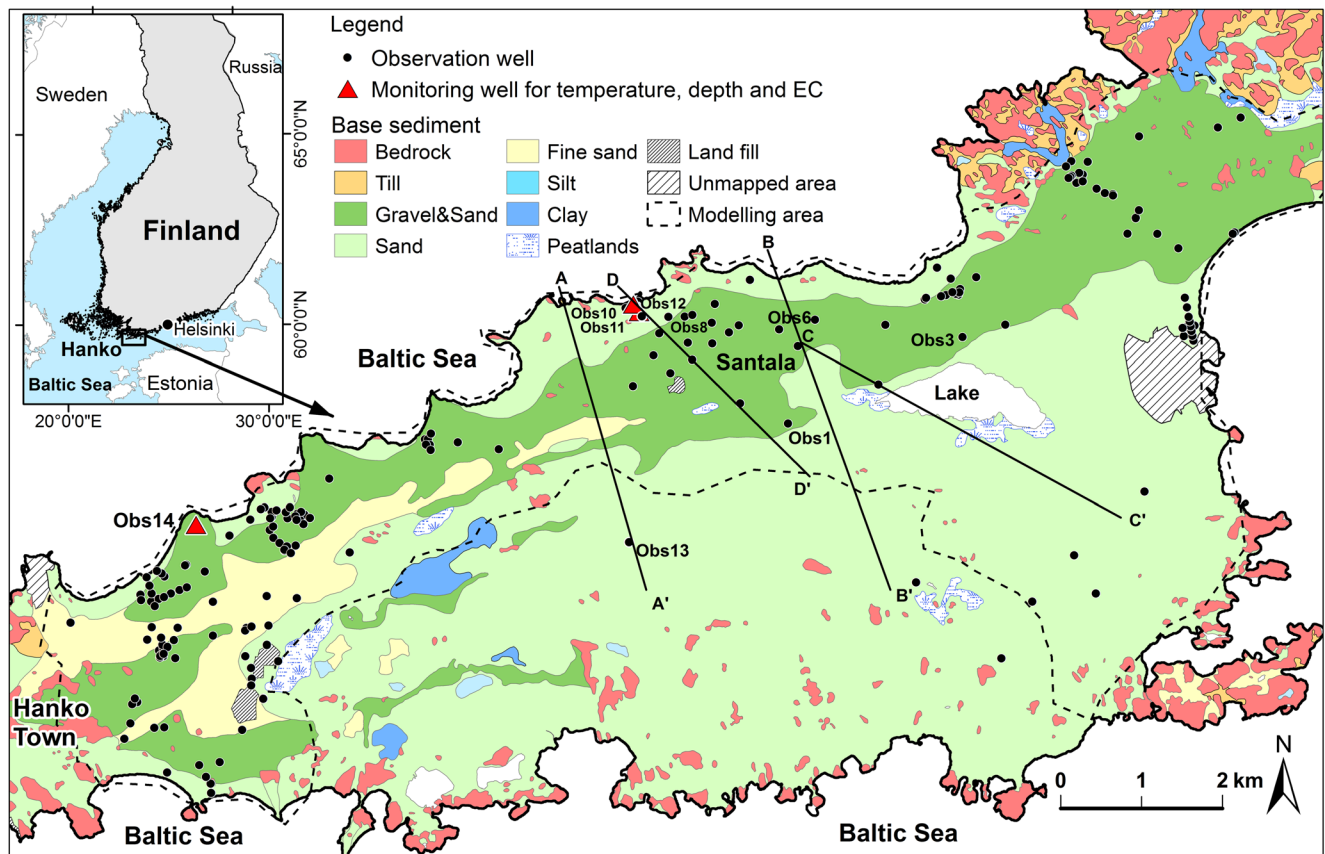 Sweden
Russia
Finland
Helsinki
Hanko
Baltic Sea
Estonia
65°0'0"N
60°0'0"N
20°00"0"E
30°00"0"E
Legend
Observation well
Monitoring well for temperature, depth and EC
Base sediment
Bedrock
Till
Gravel&Sand
Sand
Fine sand
Silt
Clay
Peatlands
Land fill
Unmapped area
Modelling area
A
D
B
Obs12
Obs10
Obs11
Obs8
Obs6
C
Obs3
Baltic Sea
Santala
Lake
Obs1
D'
C'
Obs14
Obs13
A'
B'
Hanko
Town
N
0 1 2 km
Baltic Sea
Baltic Sea